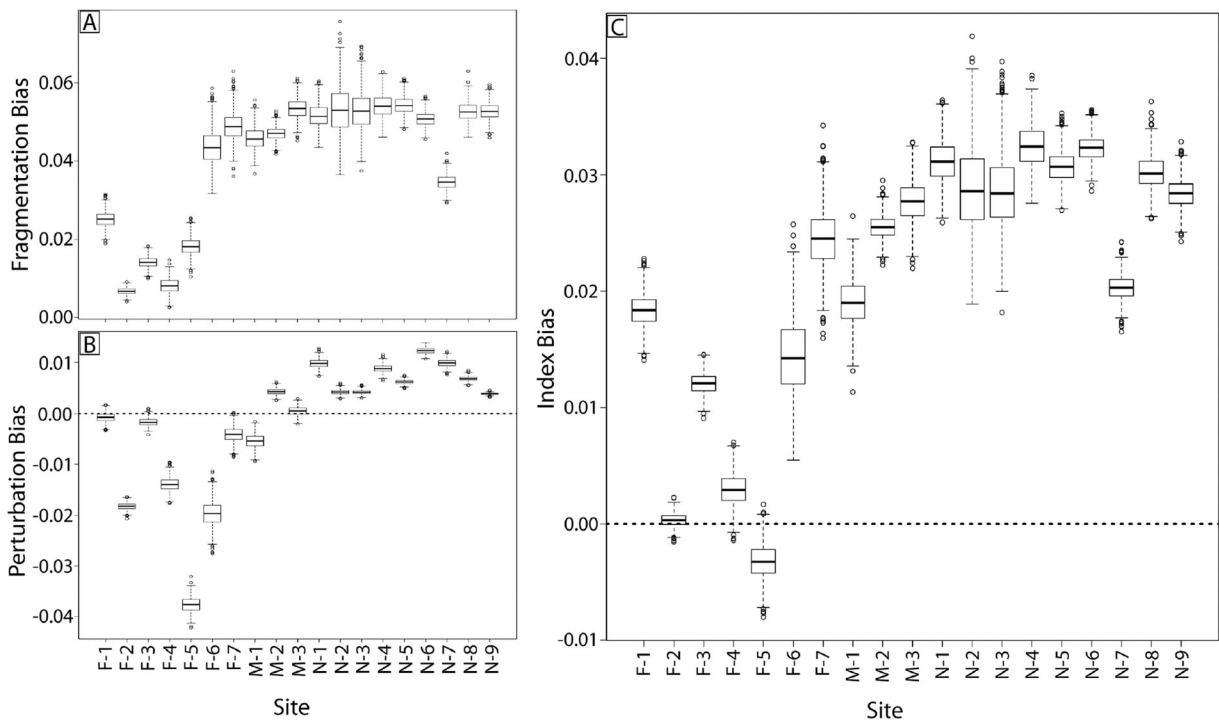 A
Fragmentation Bias
0.06
0.04
0.02
0.00
B
Perturbation Bias
0.01
0.00
-0.01
-0.02
-0.03
-0.04
F-1
F-2
F-3
F-4
F-5
F-6
F-7
M-1
M-2
M-3
N-1
N-2
N-3
N-4
N-5
N-6
N-7
N-8
N-9
Site
C
Index Bias
0.04
0.03
0.02
0.01
0.00
-0.01
F-1
F-2
F-3
F-4
F-5
F-6
F-7
M-1
M-2
M-3
N-1
N-2
N-3
N-4
N-5
N-6
N-7
N-8
N-9
Site